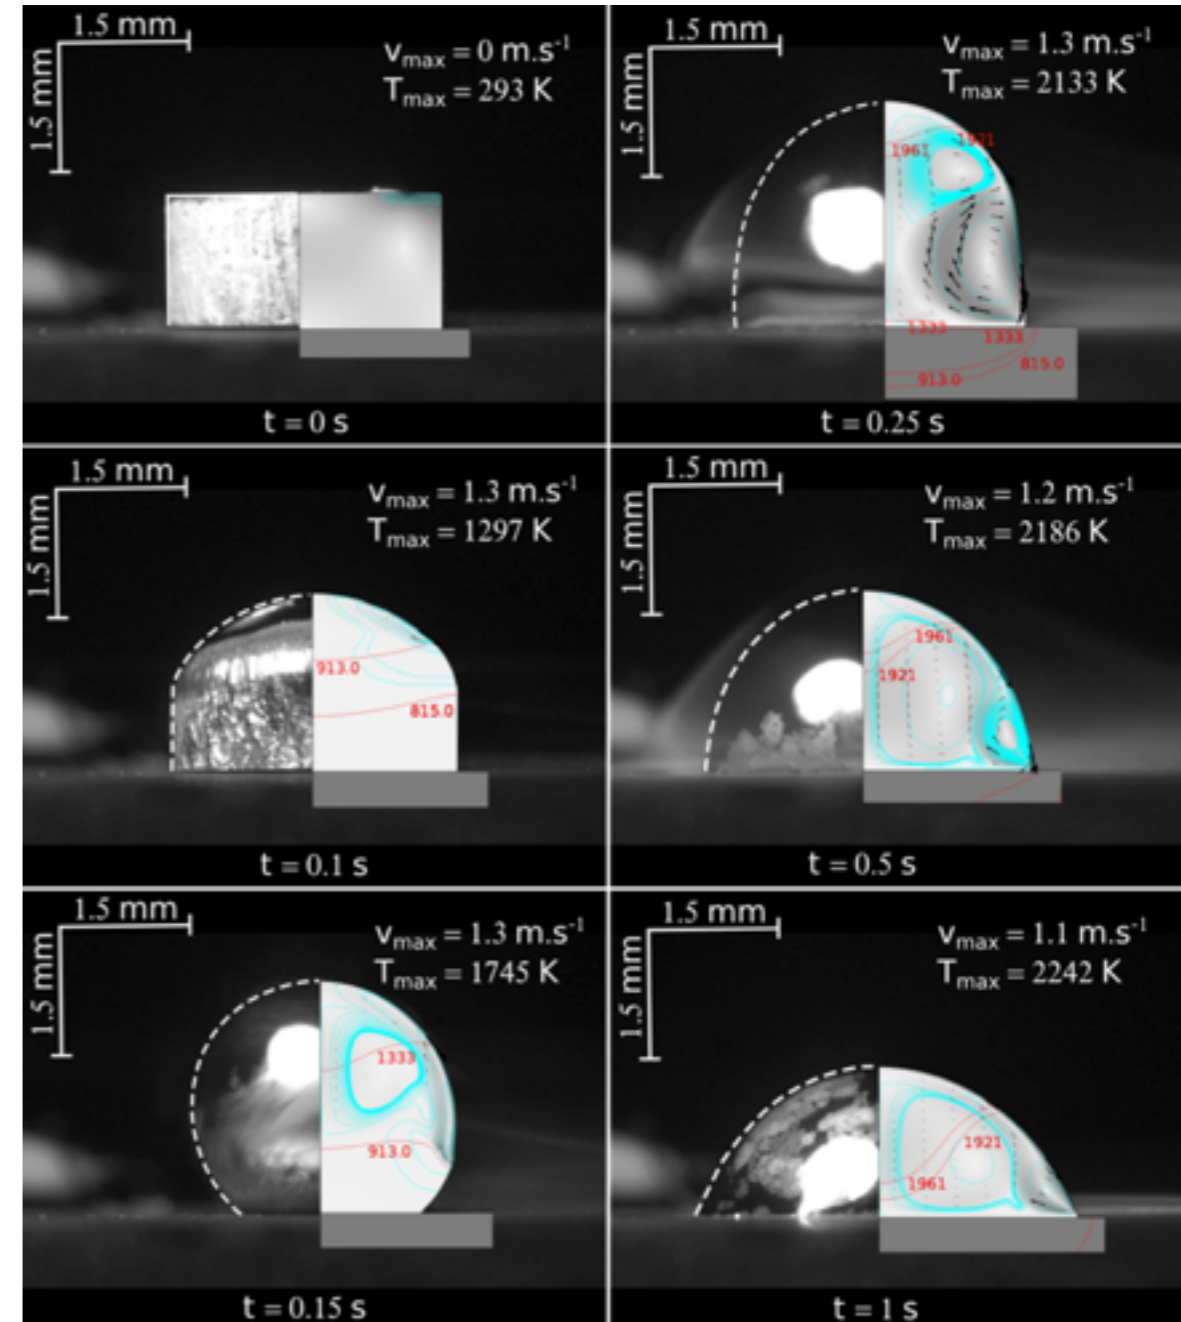 1.5 mm
1.5 mm
vmax = 0 m.s-1
Tmax = 293 K
t = 0 s
1.5 mm
1.5 mm
vmax = 1.3 m.s-1
Tmax = 2133 K
1961
1921
1333
1333
815.0
913.0
t = 0.25 s
1.5 mm
1.5 mm
vmax = 1.3 m.s-1
Tmax = 1297 K
913.0
815.0
t = 0.1 s
1.5 mm
1.5 mm
vmax = 1.2 m.s-1
Tmax = 2186 K
1961
1921
t = 0.5 s
1.5 mm
1.5 mm
vmax = 1.3 m.s-1
Tmax = 1745 K
1333
913.0
t = 0.15 s
1.5 mm
1.5 mm
vmax = 1.1 m.s-1
Tmax = 2242 K
1921
1961
t = 1 s